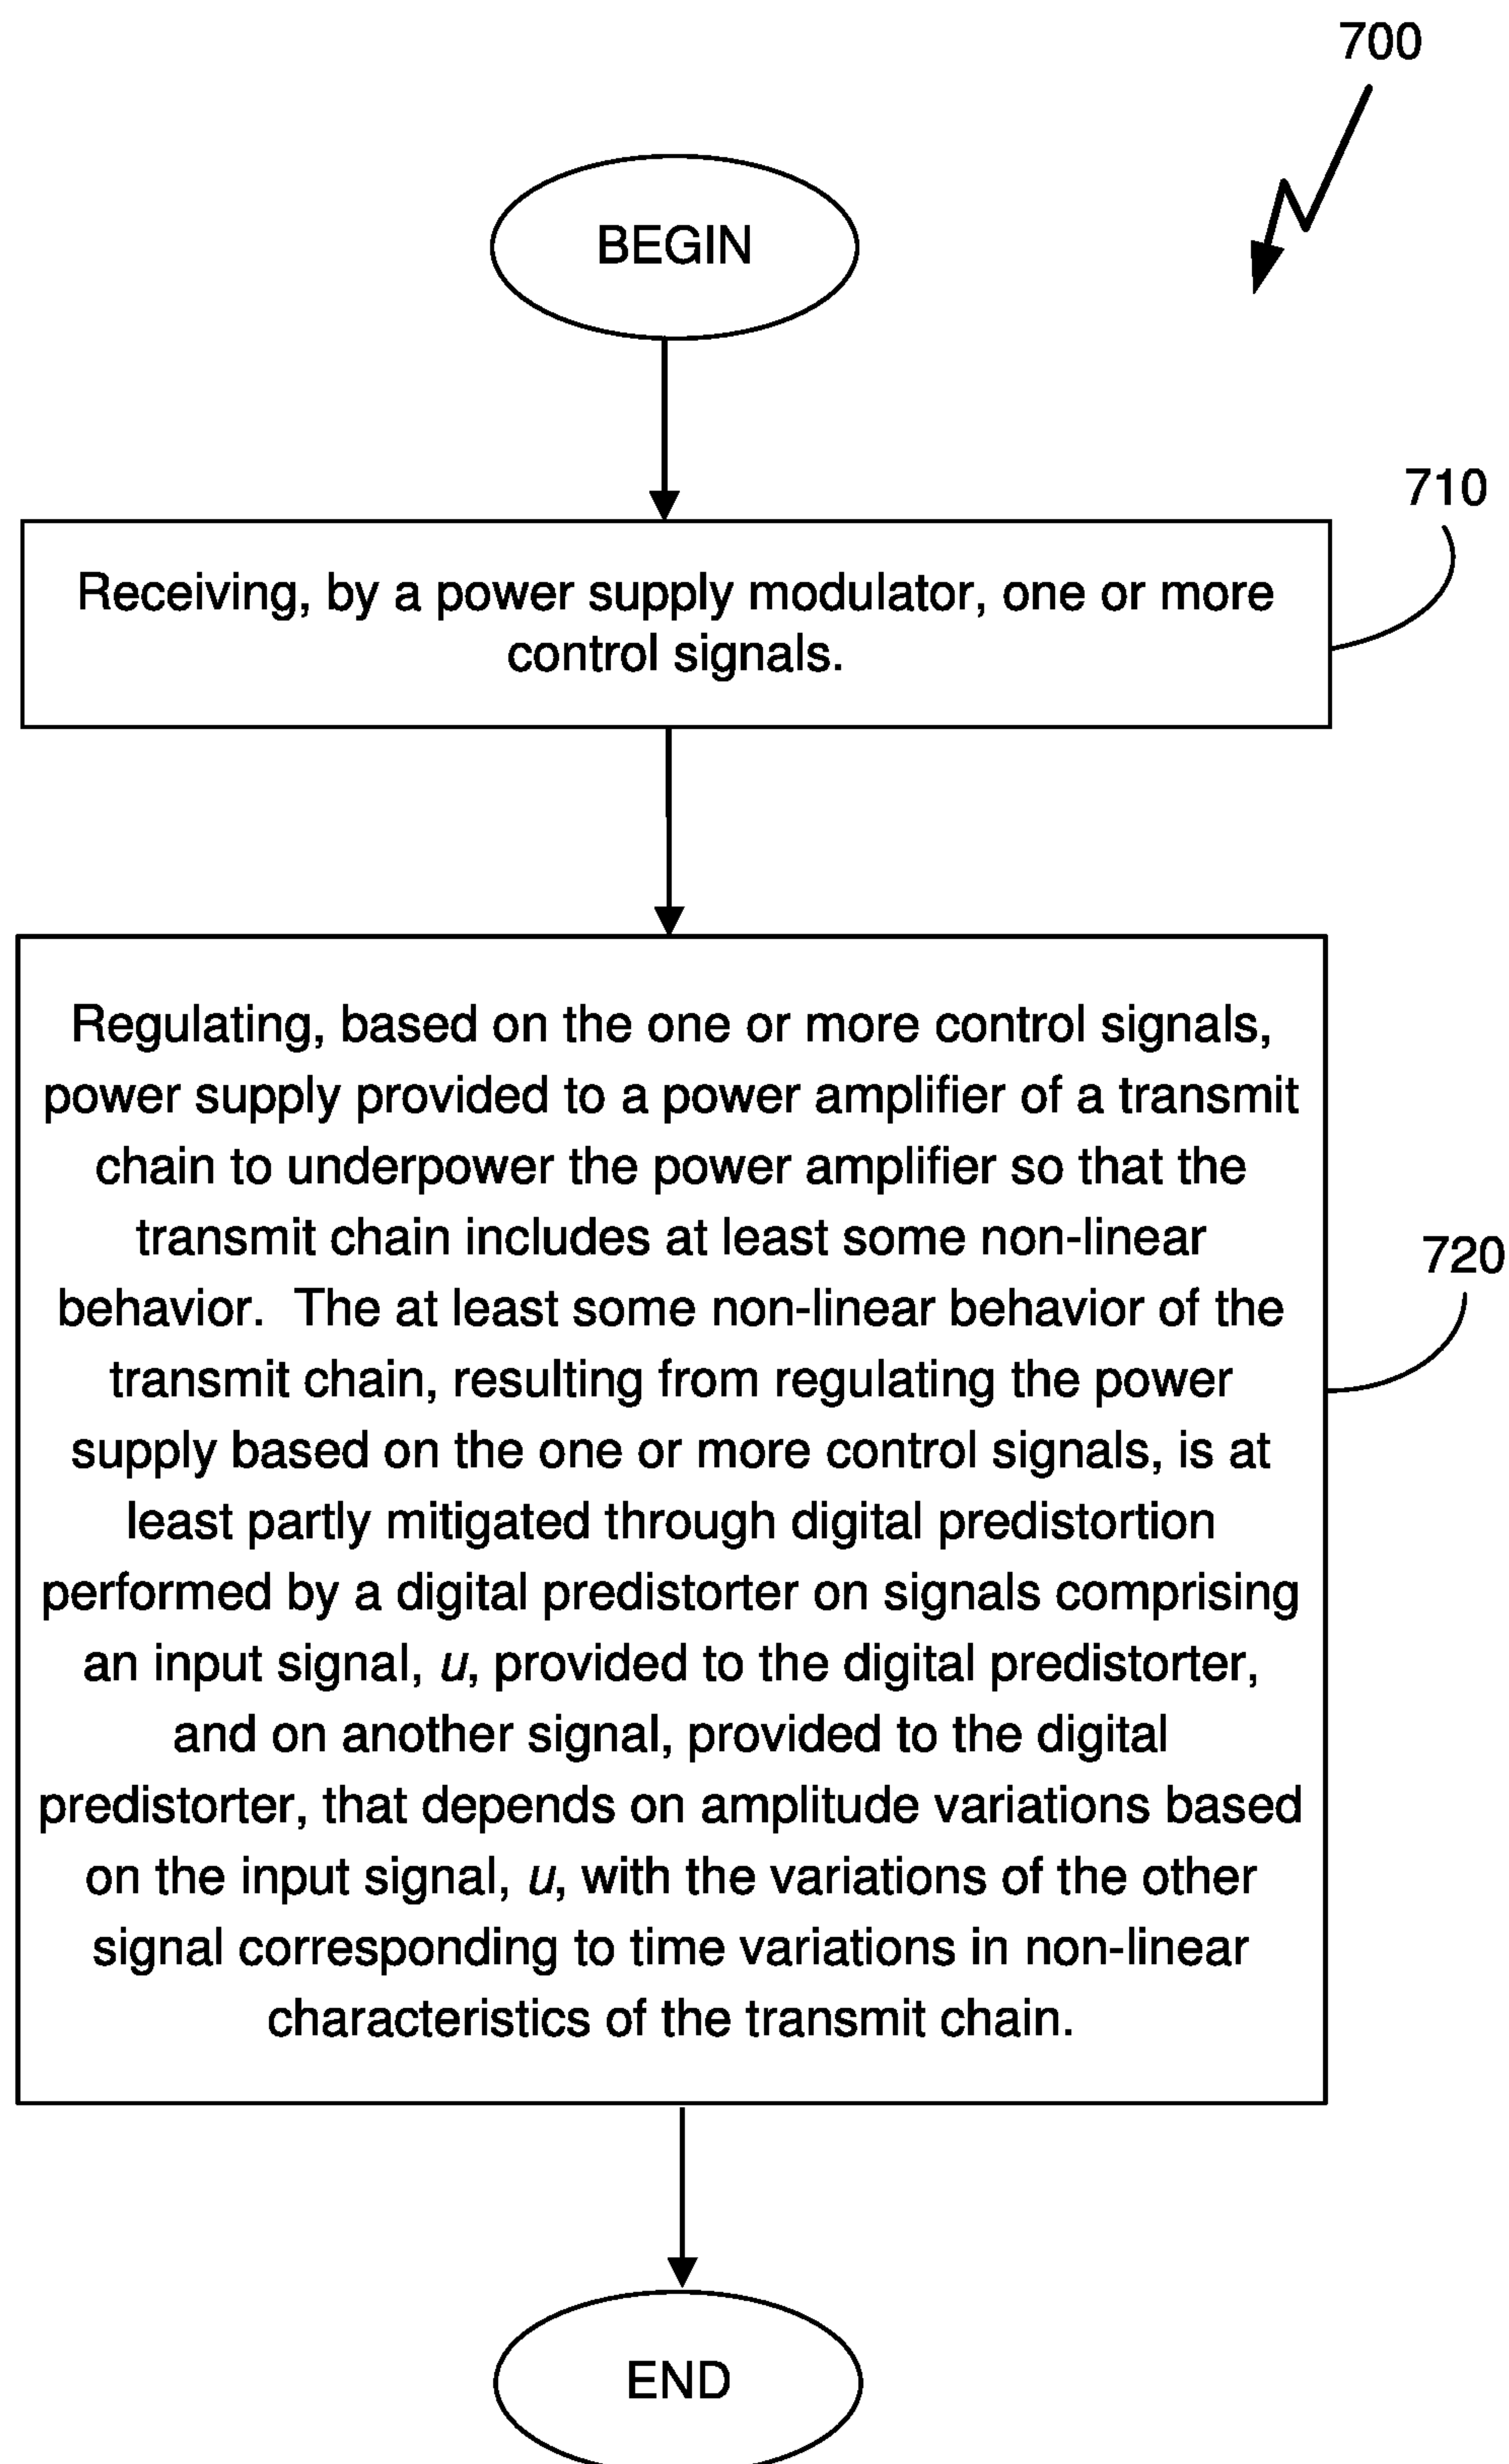 700
BEGIN
710
Receiving, by a power supply modulator, one or more
control signals.
Regulating, based on the one or more control signals,
power supply provided to a power amplifier of a transmit
chain to underpower the power amplifier so that the
transmit chain includes at least some non-linear
behavior. The at least some non-linear behavior of the
transmit chain, resulting from regulating the power
supply based on the one or more control signals, is at
least partly mitigated through digital predistortion
performed by a digital predistorter on signals comprising
an input signal, u, provided to the digital predistorter,
and on another signal, provided to the digital
predistorter, that depends on amplitude variations based
on the input signal, u, with the variations of the other
signal corresponding to time variations in non-linear
characteristics of the transmit chain.
720
END